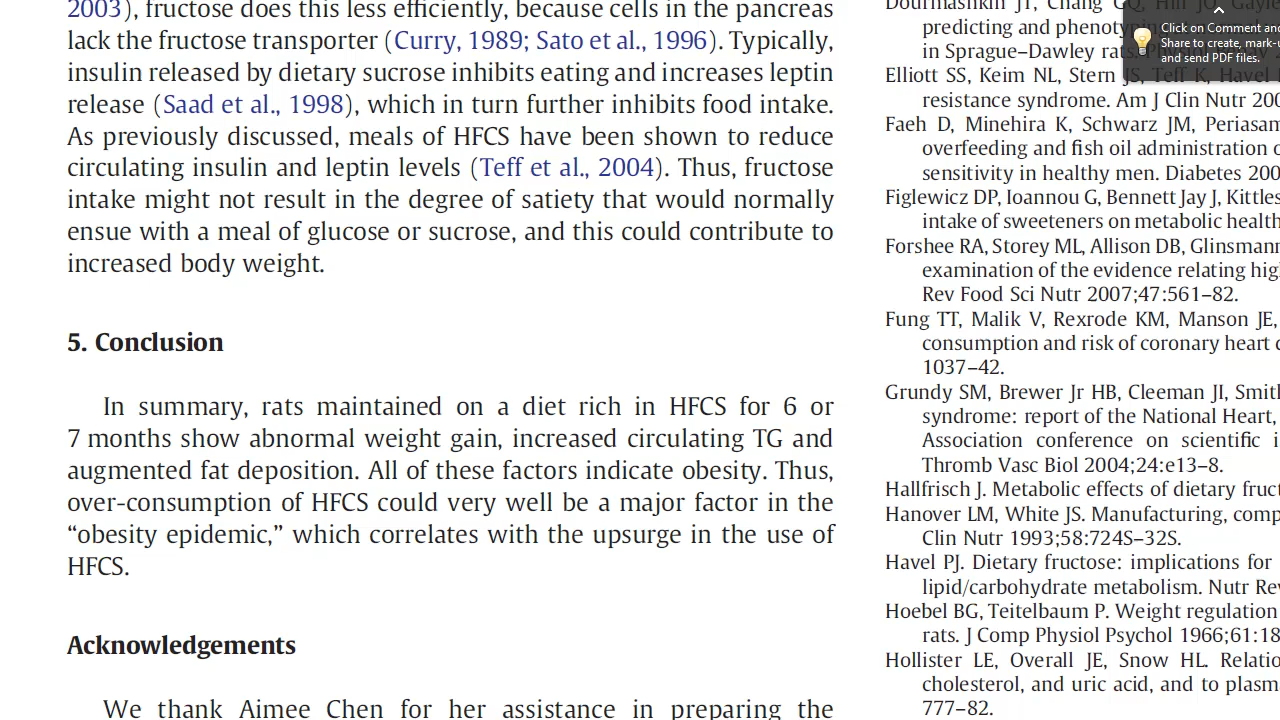 2003), fructose does this less efficiently, because cells in the pancreas
lack the fructose transporter (Curry, 1989; Sato et al., 1996). Typically,
insulin released by dietary sucrose inhibits eating and increases leptin
release (Saad et al., 1998), which in turn further inhibits food intake.
As previously discussed, meals of HFCS have been shown to reduce
circulating insulin and leptin levels (Teff et al., 2004). Thus, fructose
intake might not result in the degree of satiety that would normally
ensue with a meal of glucose or sucrose, and this could contribute to
increased body weight.
5. Conclusion
In summary, rats maintained on a diet rich in HFCS for 6 or
7 months show abnormal weight gain, increased circulating TG and
augmented fat deposition. All of these factors indicate obesity. Thus,
over-consumption of HFCS could very well be a major factor in the
“obesity epidemic,” which correlates with the upsurge in the use of
HFCS.
Acknowledgements
We thank Aimee Chen for her assistance in preparing the
Dourmashkin JT, Chang GQ, Hill JO, Gayle
predicting and phenotyping
in Sprague–Dawley rats. Physiol
Elliott SS, Keim NL, Stern JS, Teff K, Havel
resistance syndrome. Am J Clin Nutr 200
Faeh D, Minehira K, Schwarz JM, Periasam
overfeeding and fish oil administration o
sensitivity in healthy men. Diabetes 200
Figlewicz DP, Ioannou G, Bennett Jay J, Kittles
intake of sweeteners on metabolic health
Forshee RA, Storey ML, Allison DB, Glinsmann
examination of the evidence relating hig
Rev Food Sci Nutr 2007;47:561–82.
Fung TT, Malik V, Rexrode KM, Manson JE,
consumption and risk of coronary heart d
1037–42.
Grundy SM, Brewer Jr HB, Cleeman JI, Smit
syndrome: report of the National Heart,
Association conference on scientific i
Thromb Vasc Biol 2004;24:e13–8.
Hallfrisch J. Metabolic effects of dietary fruct
Hanover LM, White JS. Manufacturing, comp
Clin Nutr 1993;58:724S–32S.
Havel PJ. Dietary fructose: implications for
lipid/carbohydrate metabolism. Nutr Rev
Hoebel BG, Teitelbaum P. Weight regulation
rats. J Comp Physiol Psychol 1966;61:18
Hollister LE, Overall JE, Snow HL. Relatio
cholesterol, and uric acid, and to plasm
777–82.
Click on Comment and
Share to create, mark-u
and send PDF files.